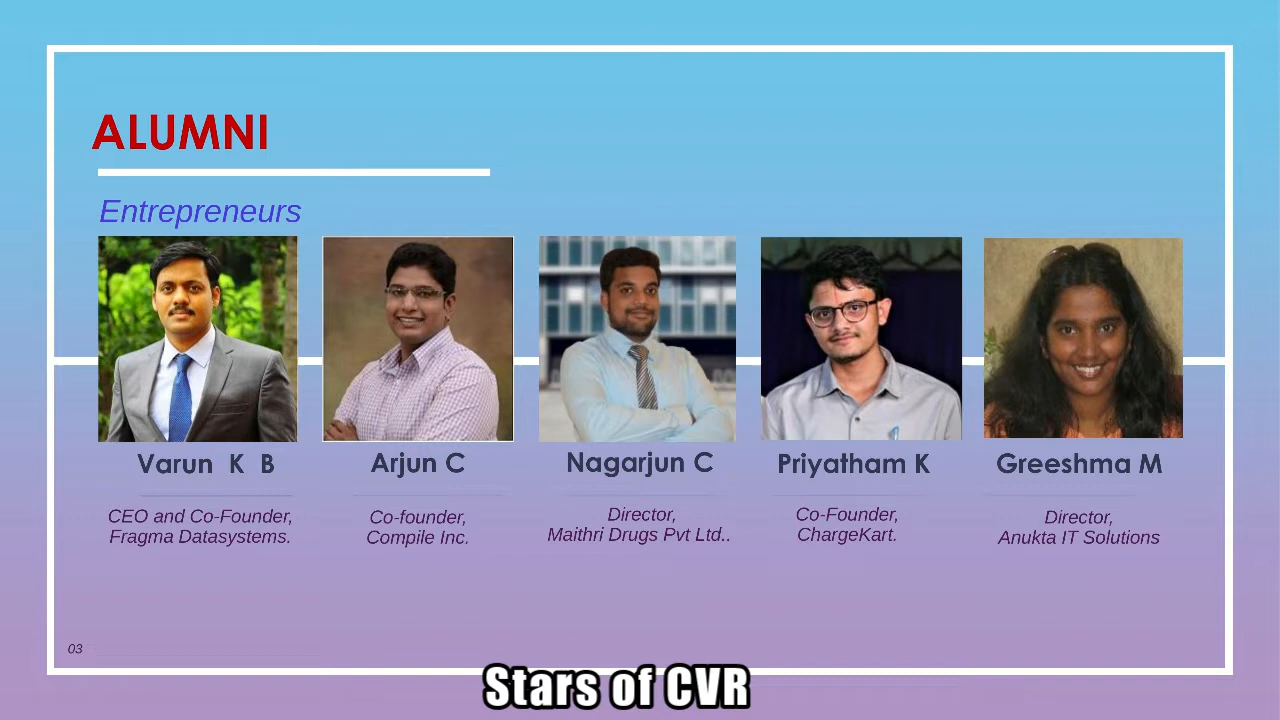 ALUMNI
Entrepreneurs
Varun K B
CEO and Co-Founder,
Fragma Datasystems.
Arjun C
Co-founder,
Compile Inc.
Nagarjun C
Director,
Maithri Drugs Pvt Ltd..
Priyatham K
Co-Founder,
ChargeKart.
Greeshma M
Director,
Anukta IT Solutions
03
Stars of CVR